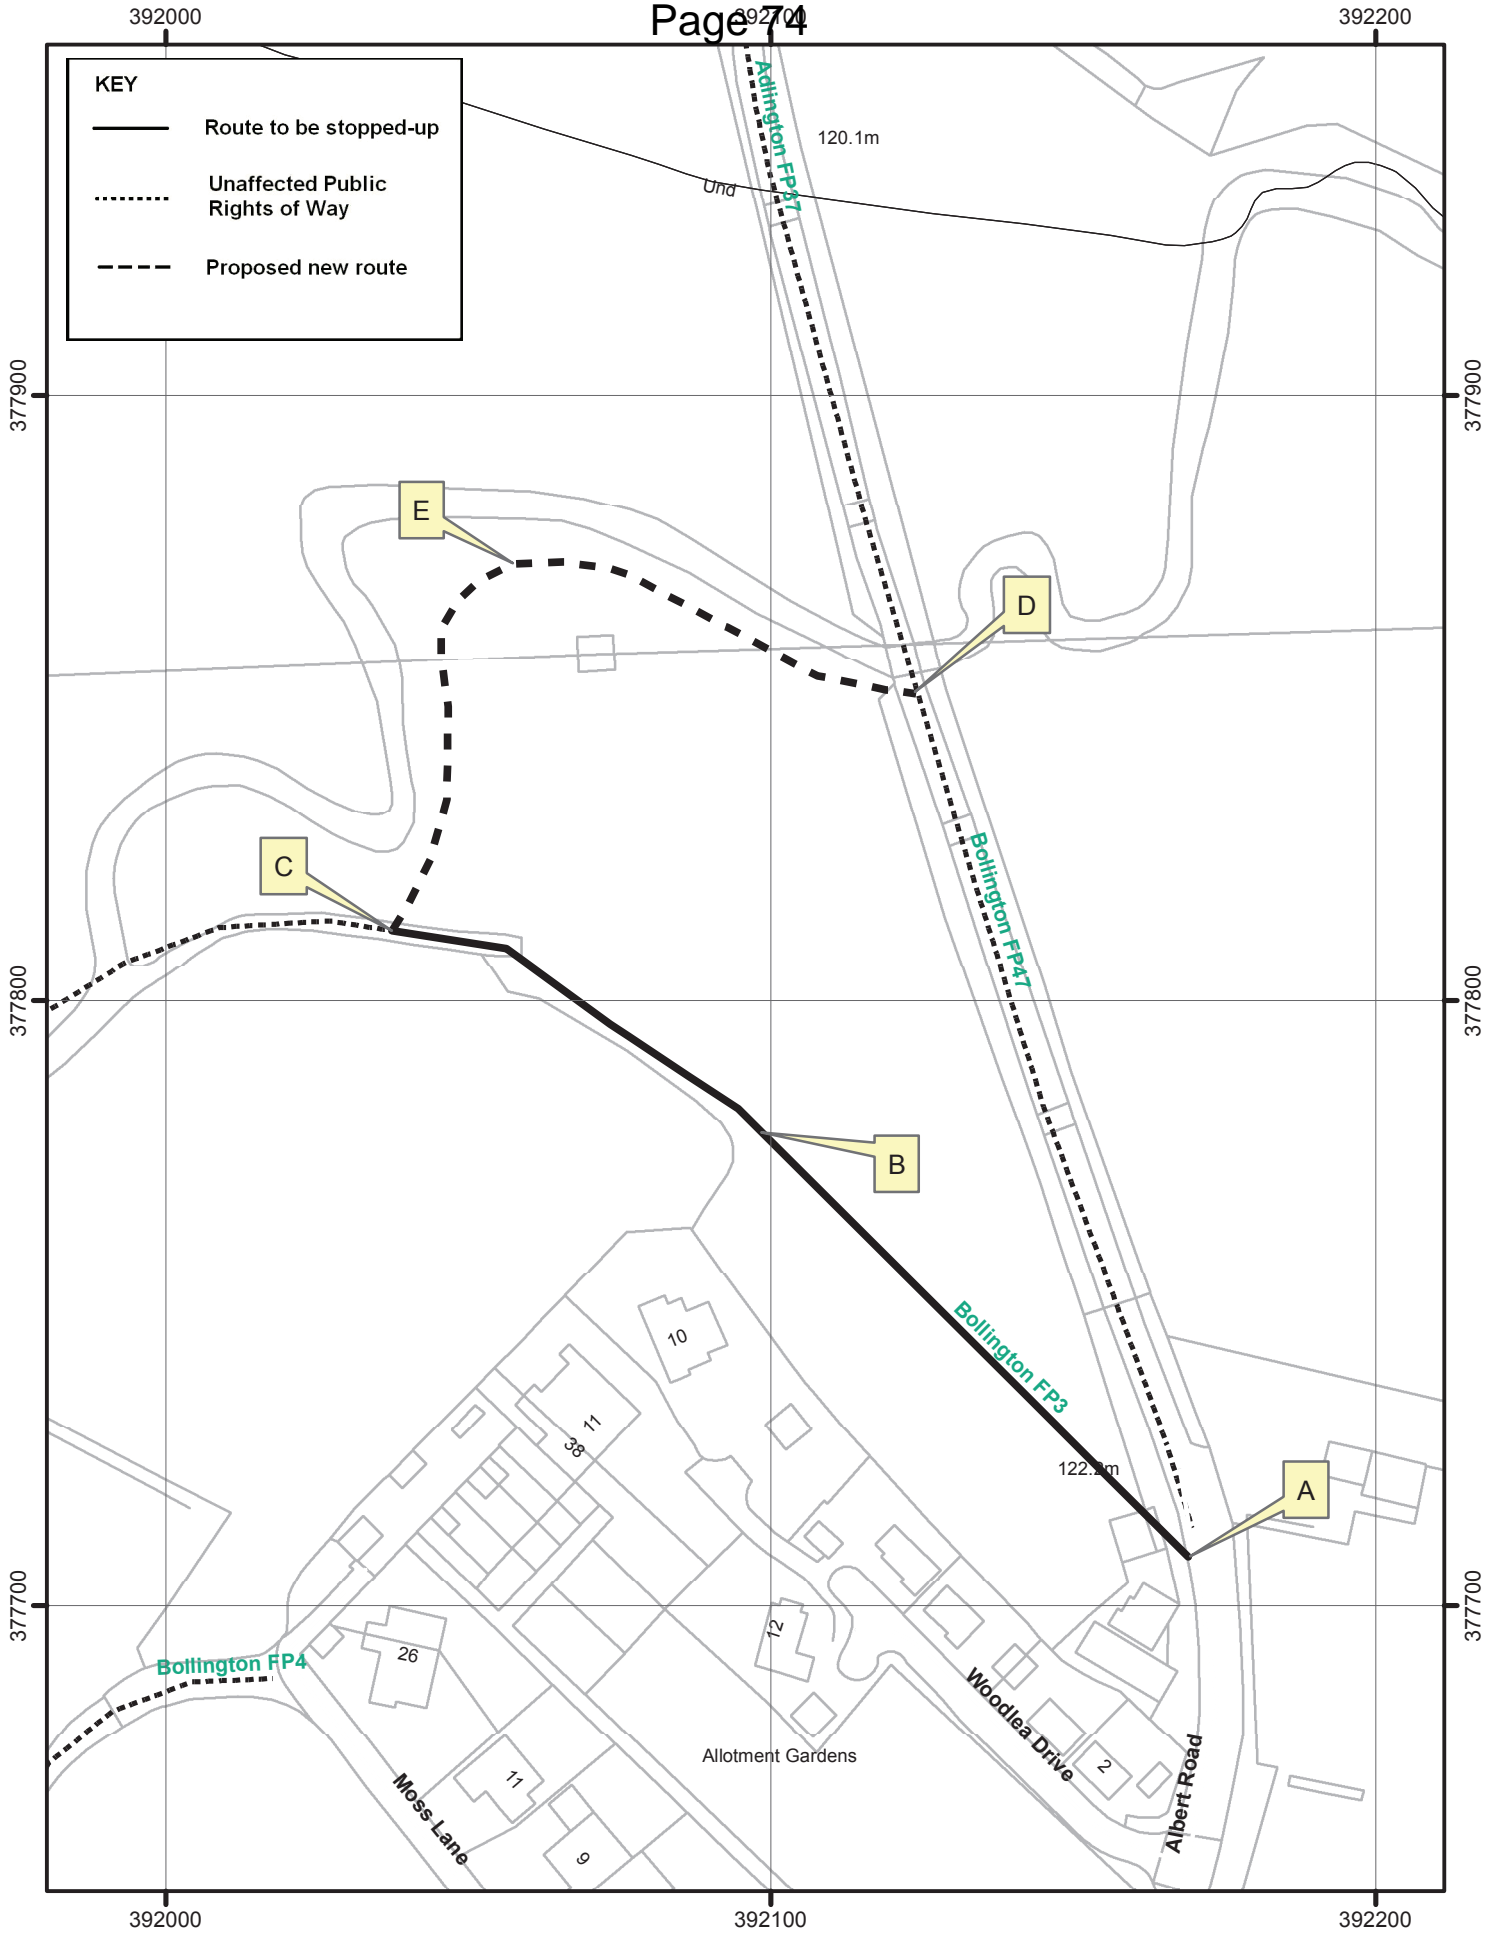 Page 74
392000
392100
392200
KEY
Route to be stopped-up
Unaffected Public
Rights of Way
Proposed new route
Adlington FP37
120.1m
Und
377900
377900
E
D
C
Bollington FP47
377800
377800
B
10
Bollington FP3
11
38
122.2m
A
377700
377700
12
26
Bollington FP4
Woodlea Drive
Allotment Gardens
2
11
Moss Lane
Albert Road
9
392000
392100
392200